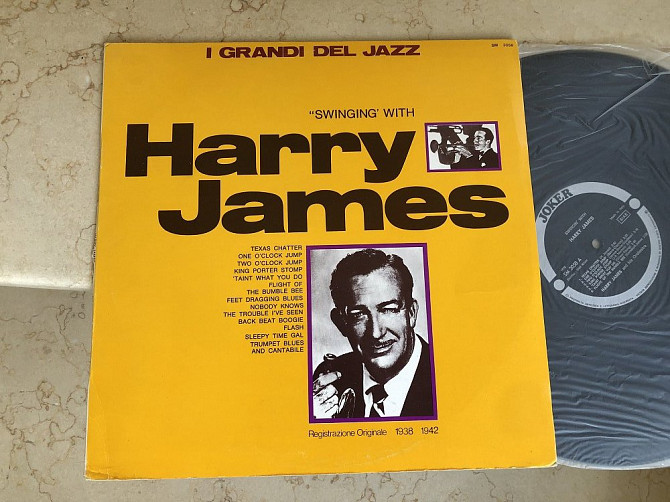 I GRANDI DEL JAZZ
"SWINGING' WITH
Harry
James
TEXAS CHATTER
ONE O'CLOCK JUMP
TWO O'CLOCK JUMP
KING PORTER STOMP
'TAINT WHAT YOU DO
FLIGHT OF
THE BUMBLE BEE
FEET DRAGGING BLUES
NOBODY KNOWS
THE TROUBLE I'VE SEEN
BACK BEAT BOOGIE
FLASH
SLEEPY TIME GAL
TRUMPET BLUES
AND CANTABILE
Registrazione Originale 1938 1942
JOKER
SWINGIN' WITH
HARRY JAMES